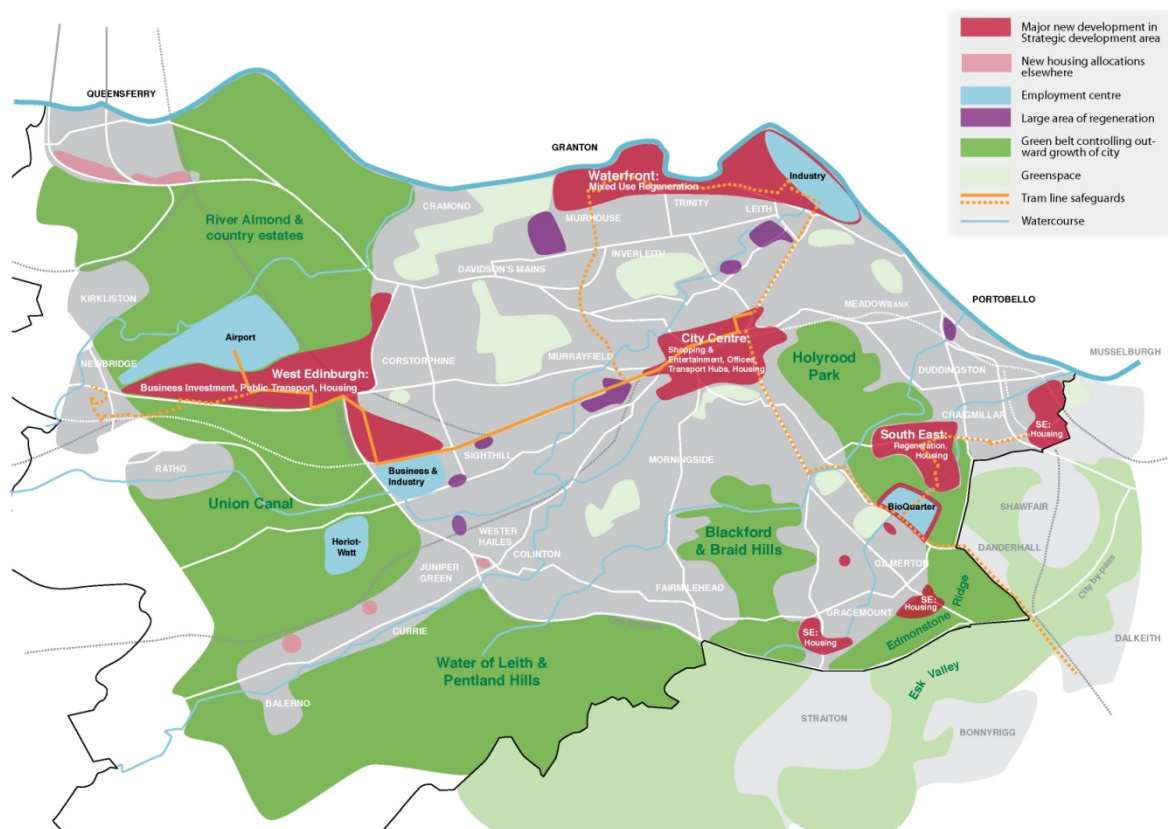 Major new development in
Strategic development area
New housing allocations
elsewhere
Employment centre
Large area of regeneration
Green belt controlling out-
ward growth of city
Greenspace
Tram line safeguards
Watercourse
QUEENSFERRY
GRANTON
Waterfront:
Mixed Use Regeneration
Industry
CRAMOND
MUIRHOUSE
TRINITY
LEITH
River Almond &
country estates
INVERLEITH
DAVIDSON'S MAINS
KIRKLISTON
MEADOWBANK
PORTOBELLO
Airport
City Centre:
Shopping &
Entertainment, Offices,
Transport Hubs, Housing
NEWBRIDGE
CORSTORPHINE
MURRAYFIELD
Holyrood
Park
MUSSELBURGH
West Edinburgh:
Business Investment, Public Transport, Housing
DUDDINGSTON
CRAIGMILLAR
SE:
Housing
South East:
Regeneration,
Housing
RATHO
SIGHTHILL
MORNINGSIDE
Business &
Industry
Union Canal
BioQuarter
SHAWFAIR
Heriot-
Watt
WESTER
HAILES
COLINTON
Blackford
& Braid Hills
DANDERHALL
City by-pass
JUNIPER
GREEN
GILMERTON
FAIRMILEHEAD
GRACEMOUNT
SE:
Housing
Edmonstone Ridge
CURRIE
SE:
Housing
DALKEITH
Water of Leith &
Pentland Hills
Esk Valley
BALERNO
STRAITON
BONNYRIGG